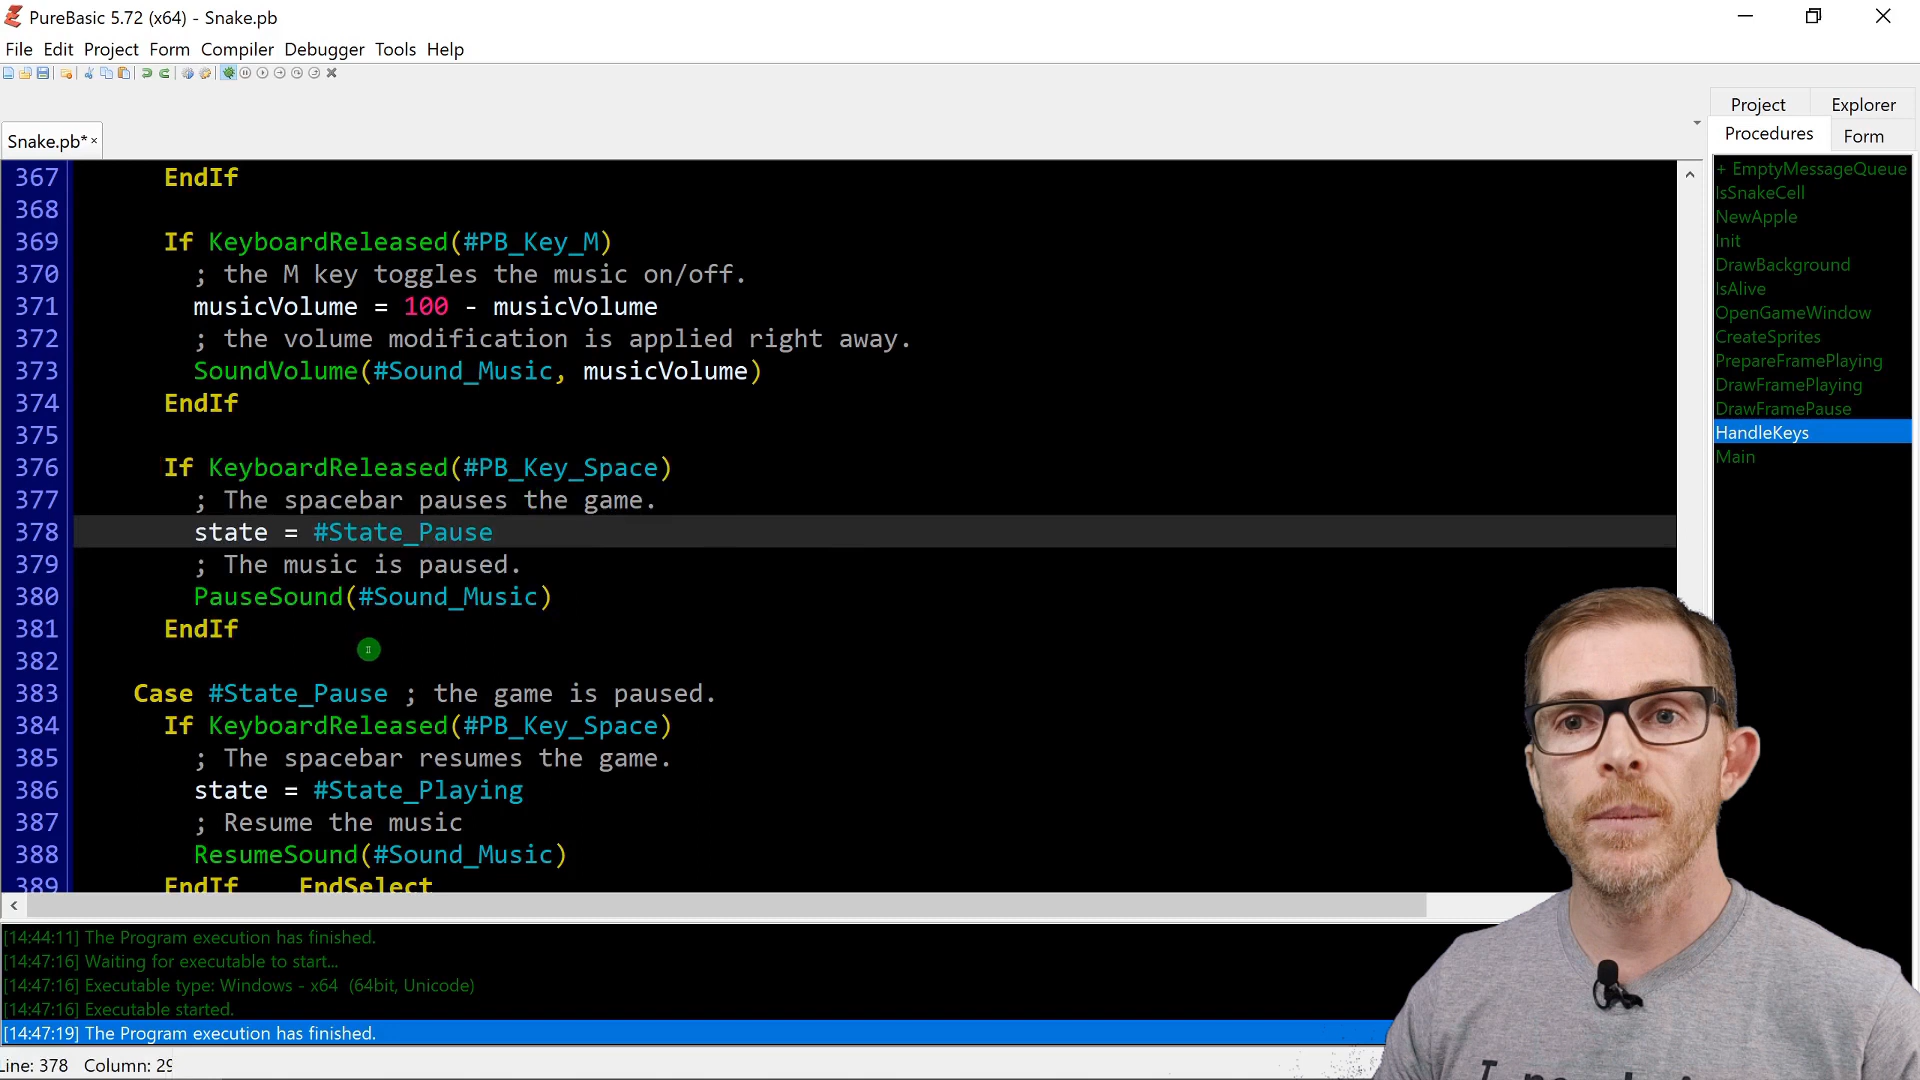 PureBasic 5.72 (x64) - Snake.pb
File Edit Project Form Compiler Debugger Tools Help
Project Explorer
Procedures Form
Snake.pb*
367 EndIf
368
369 If KeyboardReleased(#PB_Key_M)
370 ; the M key toggles the music on/off.
371 musicVolume = 100 - musicVolume
372 ; the volume modification is applied right away.
373 SoundVolume(#Sound_Music, musicVolume)
374 EndIf
375
376 If KeyboardReleased(#PB_Key_Space)
377 ; The spacebar pauses the game.
378 state = #State_Pause
379 ; The music is paused.
380 PauseSound(#Sound_Music)
381 EndIf
382
383 Case #State_Pause ; the game is paused.
384 If KeyboardReleased(#PB_Key_Space)
385 ; The spacebar resumes the game.
386 state = #State_Playing
387 ; Resume the music
388 ResumeSound(#Sound_Music)
389 EndIf EndSelect
+ EmptyMessageQueue
IsSnakeCell
NewApple
Init
DrawBackground
IsAlive
OpenGameWindow
CreateSprites
PrepareFramePlaying
DrawFramePlaying
DrawFramePause
HandleKeys
Main
[14:44:11] The Program execution has finished.
[14:47:16] Waiting for executable to start...
[14:47:16] Executable type: Windows - x64 (64bit, Unicode)
[14:47:16] Executable started.
[14:47:19] The Program execution has finished.
Line: 378 Column: 29